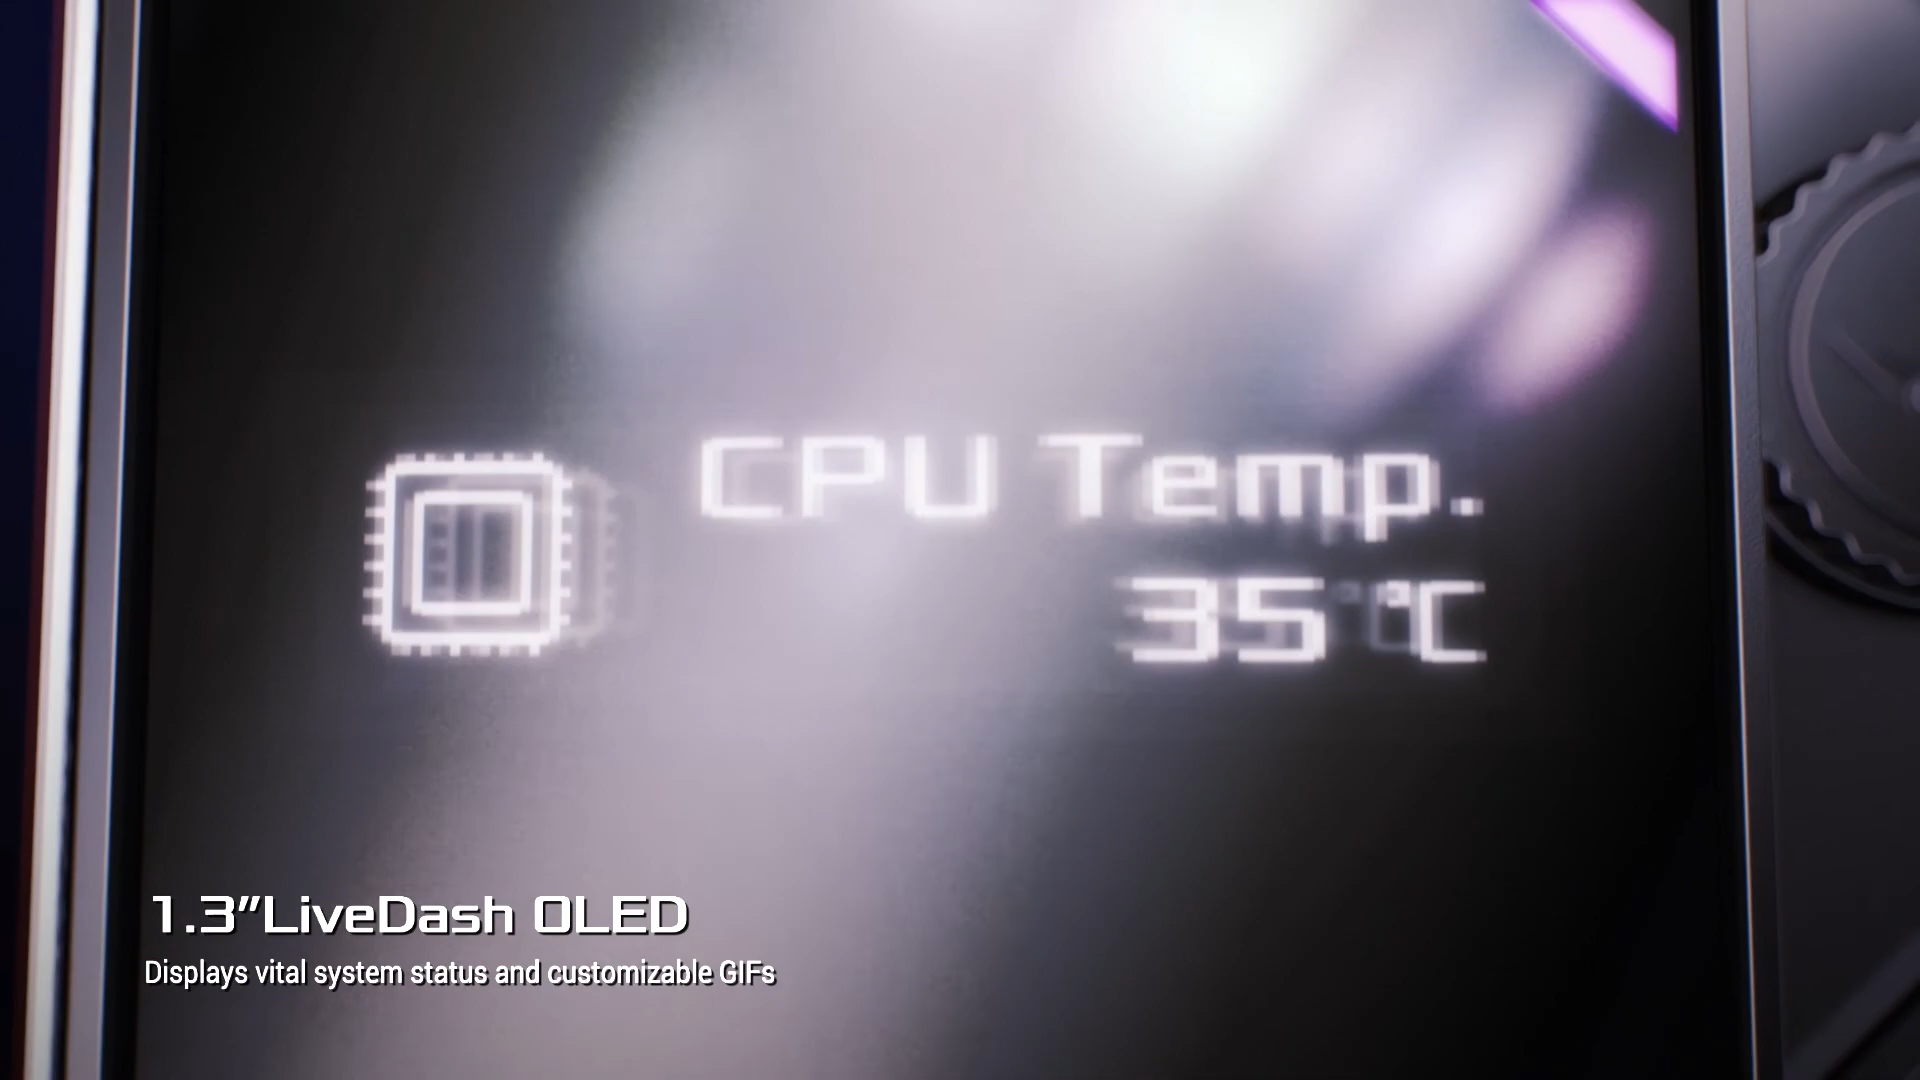 CPU Temp.
35℃
1.3"LiveDash OLED
Displays vital system status and customizable GIFs